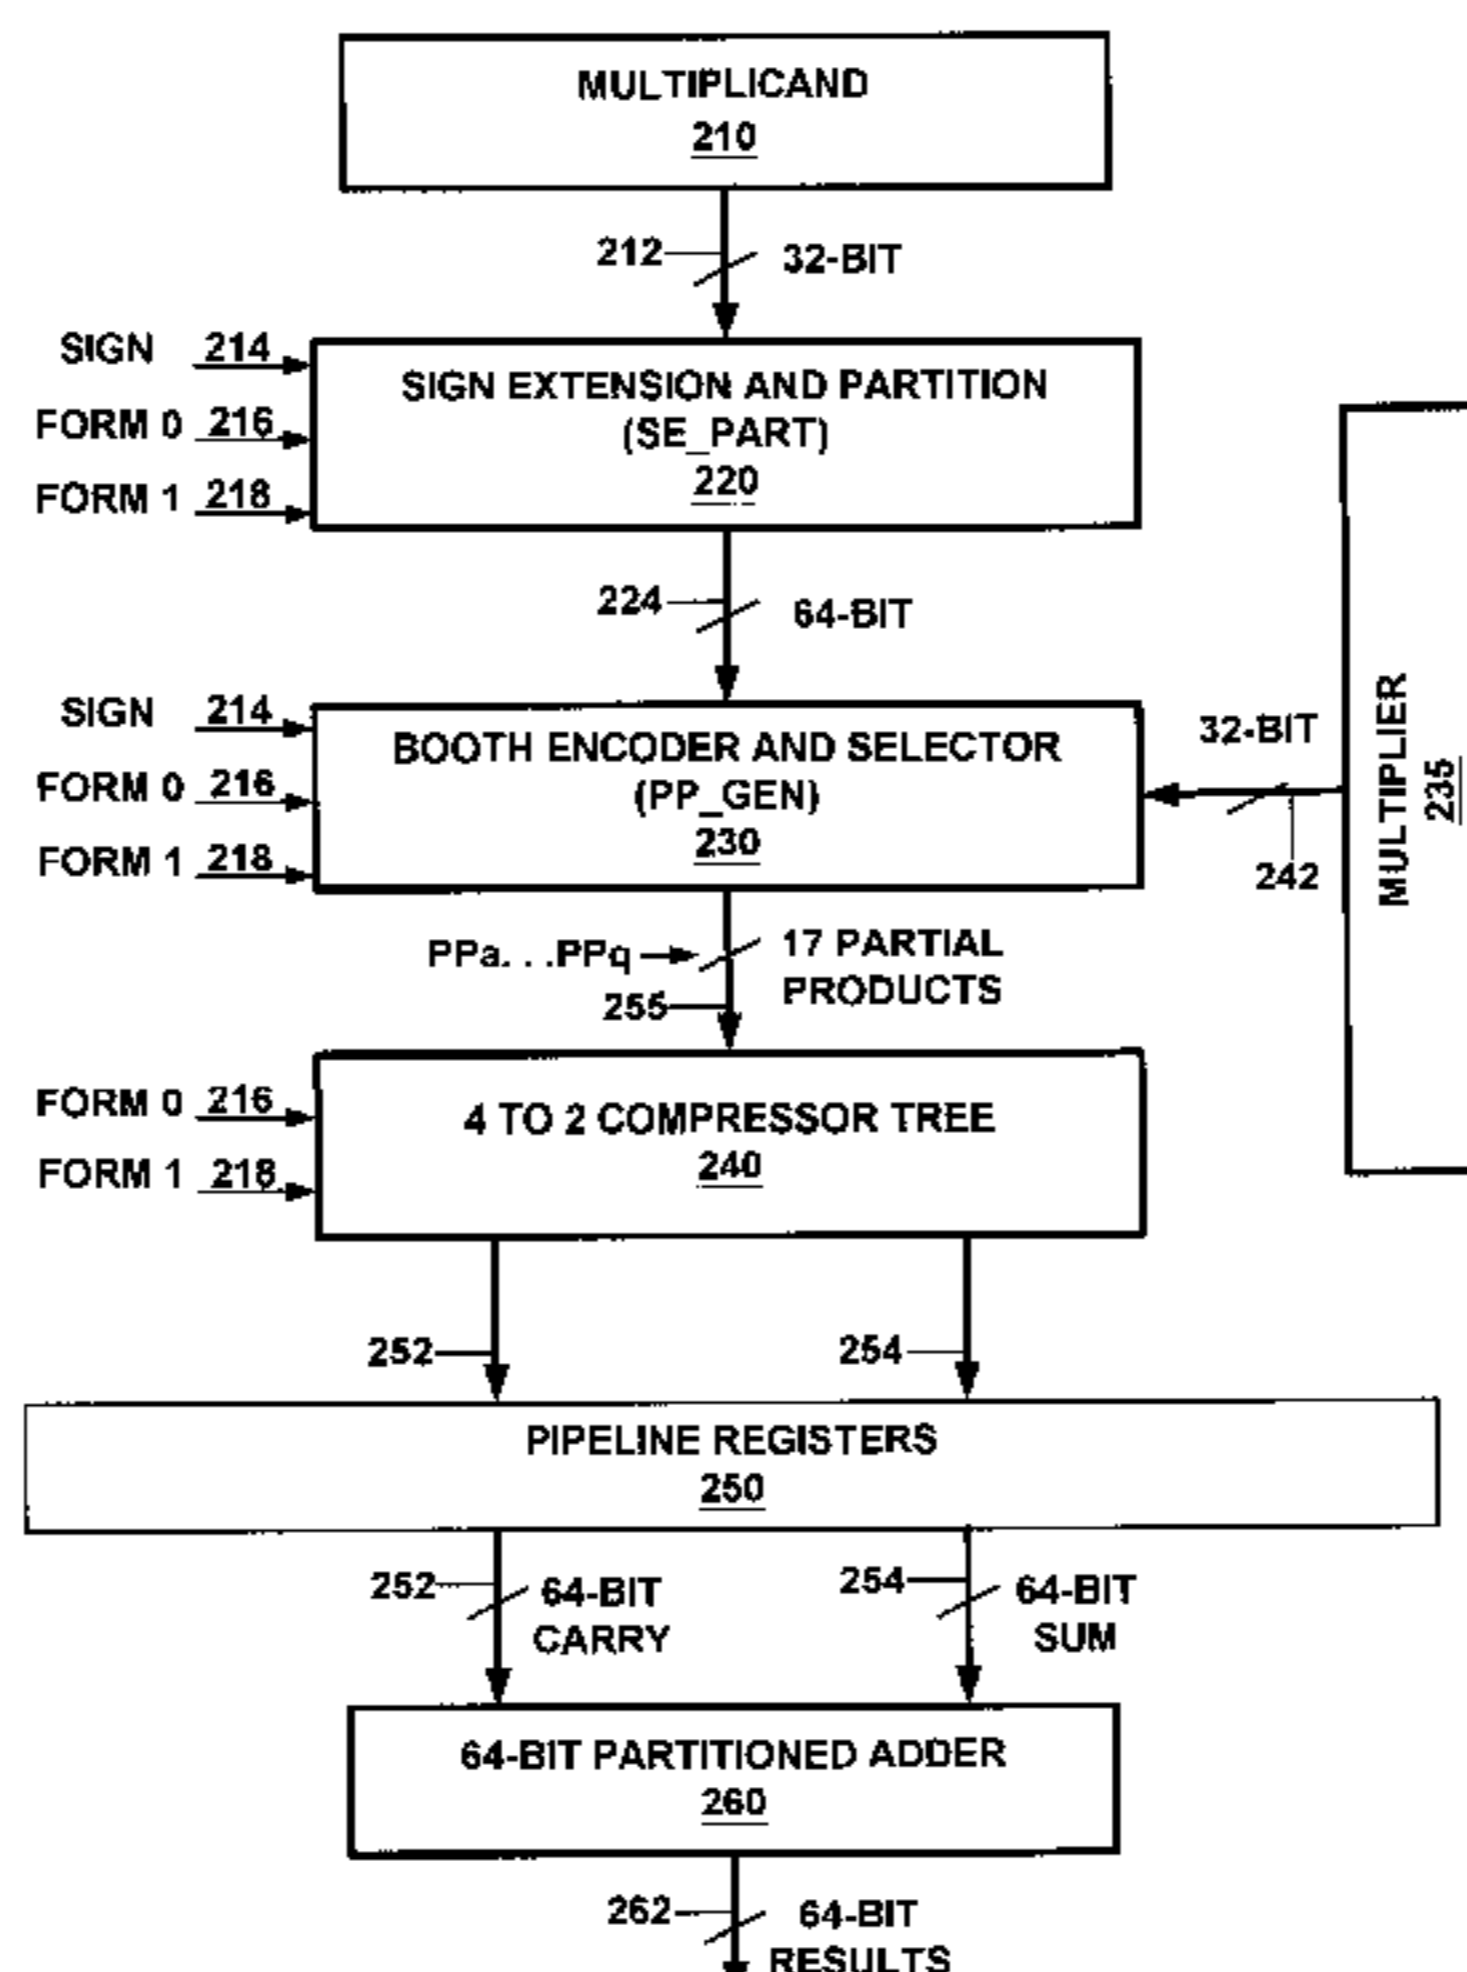 MULTIPLICAND
210
212
32-BIT
SIGN 214
FORM 0 216
FORM 1 218
SIGN EXTENSION AND PARTITION
(SE_PART)
220
224
64-BIT
SIGN 214
FORM 0 216
FORM 1 218
BOOTH ENCODER AND SELECTOR
(PP_GEN)
230
32-BIT
242
MULTIPLIER
235
PPa. . .PPq
17 PARTIAL
PRODUCTS
255
FORM 0 216
FORM 1 218
4 TO 2 COMPRESSOR TREE
240
252
254
PIPELINE REGISTERS
250
252
64-BIT
CARRY
254
64-BIT
SUM
64-BIT PARTITIONED ADDER
260
262
64-BIT
RESULTS